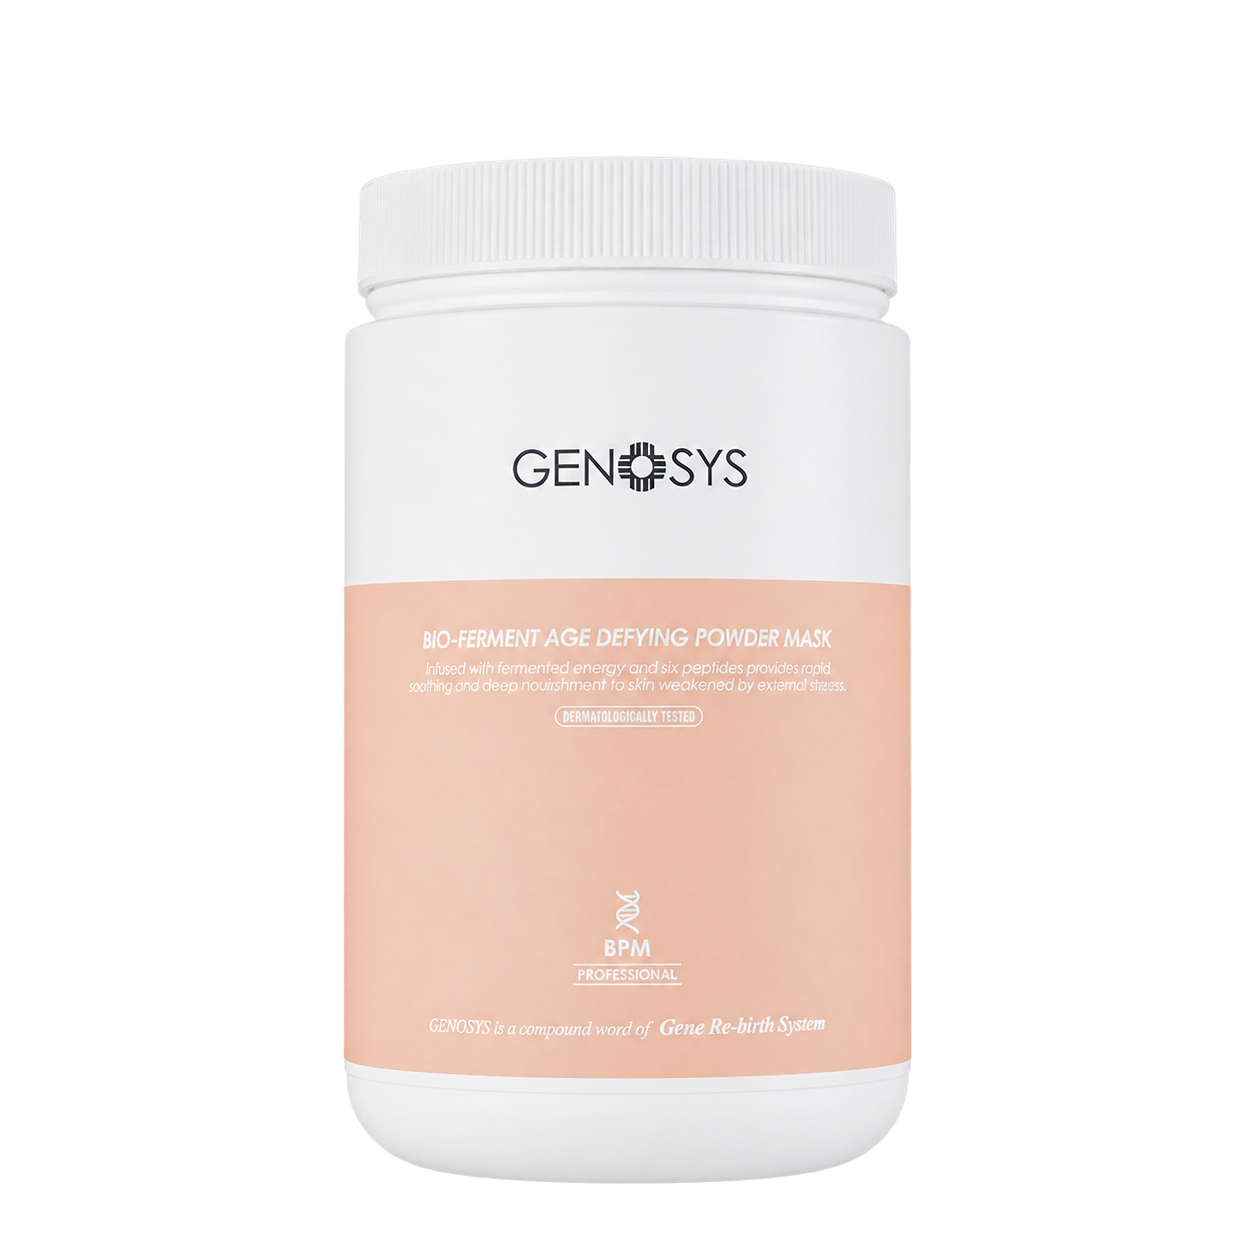 GENOSYS
BIO-FERMENT AGE DEFYING POWDER MASK
Infused with fermented energy and six peptides provides rapid
soothing and deep nouirshment to skin weakened by external stress.
DERMATOLOGICALLY TESTED
BPM
PROFESSIONAL
GENOSYS is a compound word of Gene Re-birth System